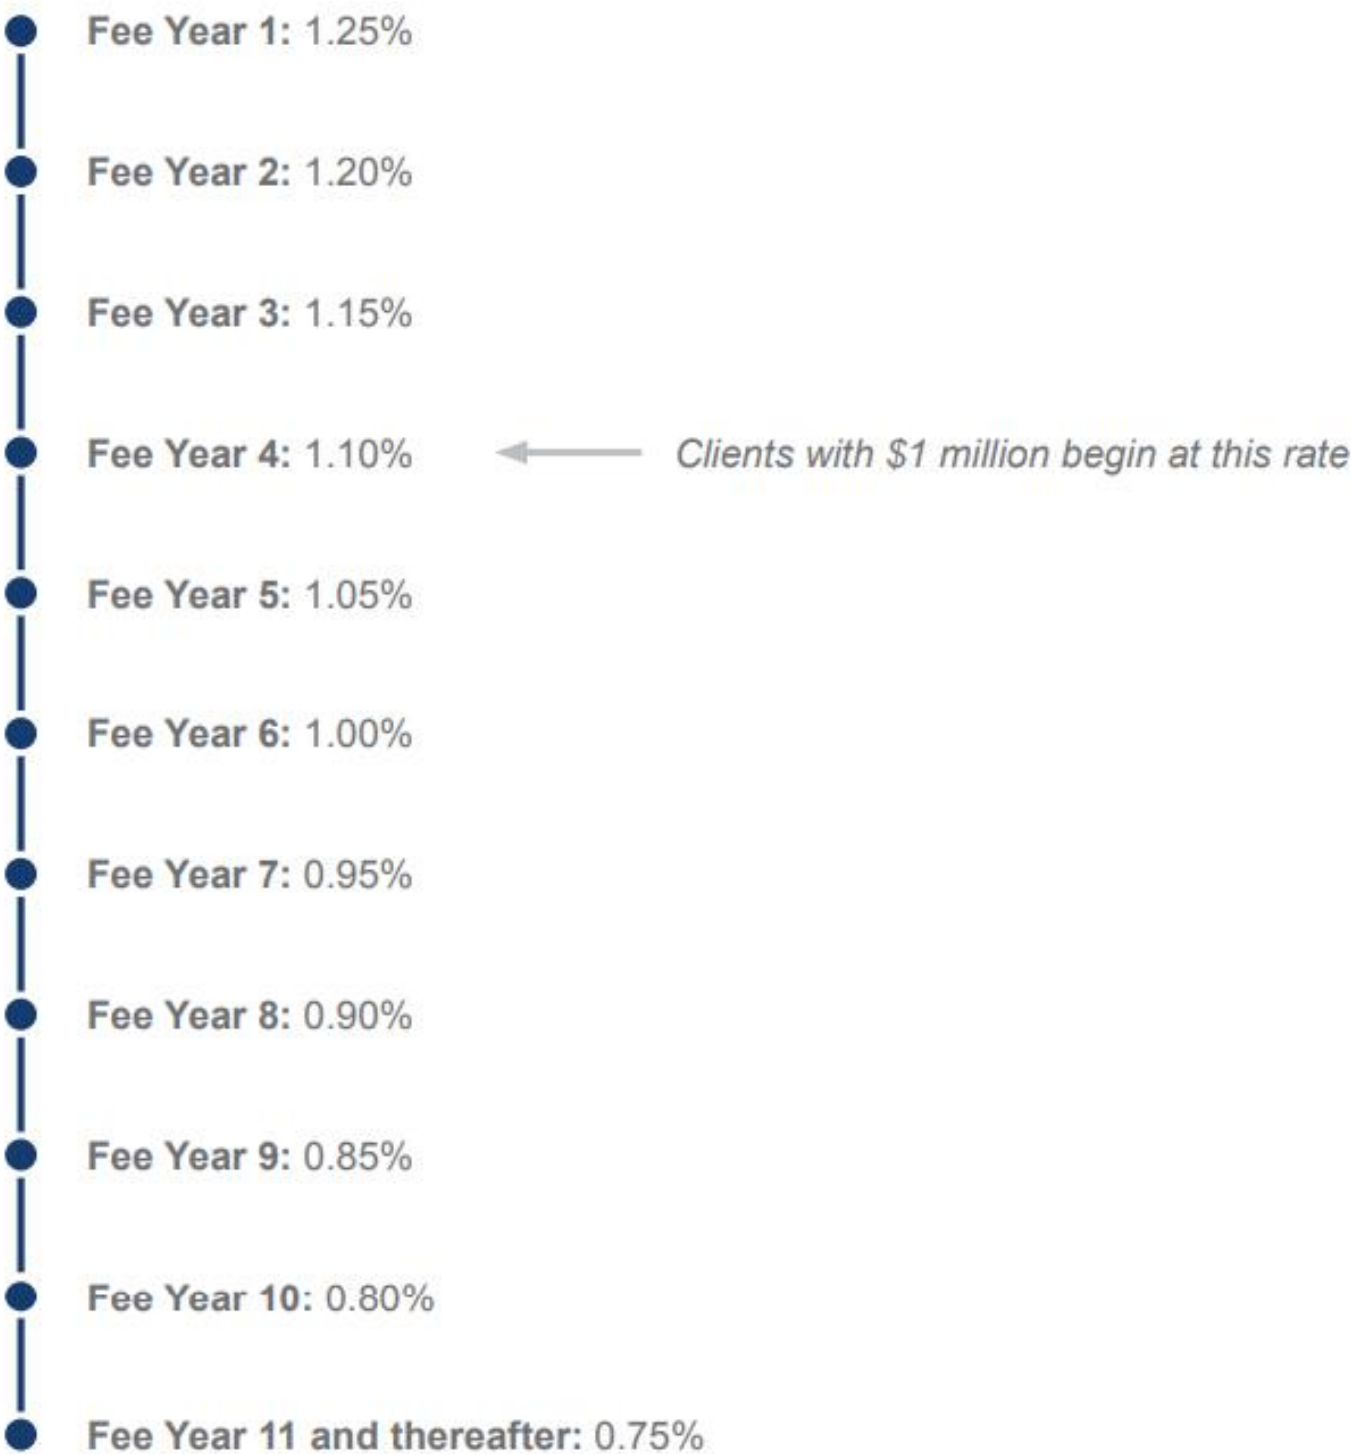 Fee Year 1: 1.25%
Fee Year 2: 1.20%
Fee Year 3: 1.15%
Fee Year 4: 1.10% Clients with $1 million begin at this rate
Fee Year 5: 1.05%
Fee Year 6: 1.00%
Fee Year 7: 0.95%
Fee Year 8: 0.90%
Fee Year 9: 0.85%
Fee Year 10: 0.80%
Fee Year 11 and thereafter: 0.75%